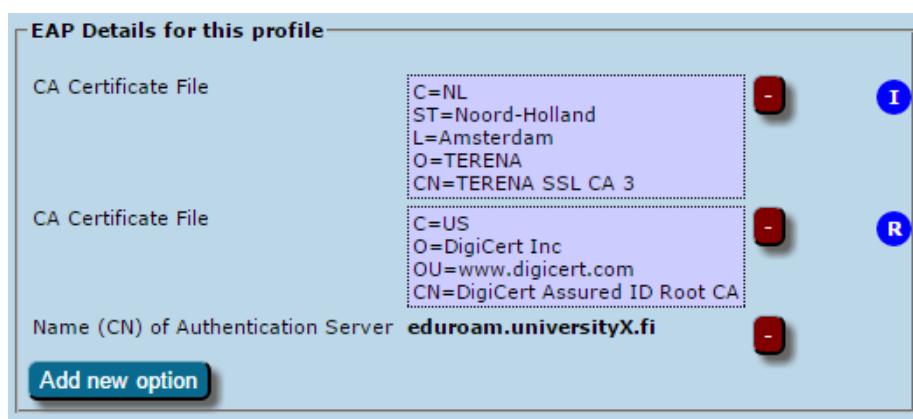 EAP Details for this profile
CA Certificate File
C=NL
ST=Noord-Holland
L=Amsterdam
O=TERENA
CN=TERENA SSL CA 3
-
I
CA Certificate File
C=US
O=DigiCert Inc
OU=www.digicert.com
CN=DigiCert Assured ID Root CA
-
R
Name (CN) of Authentication Server eduroam.universityX.fi
-
Add new option